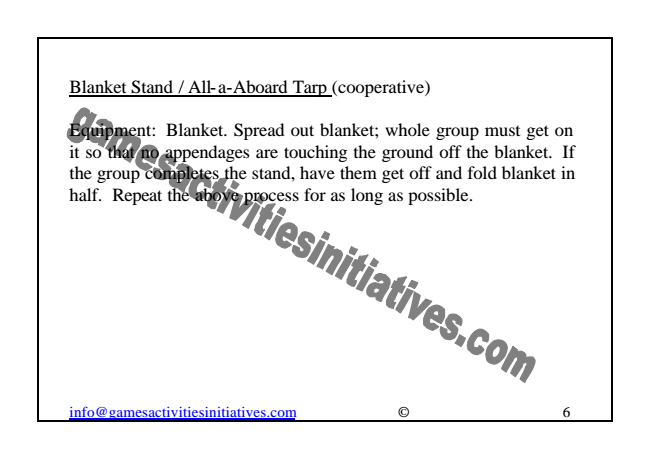 Blanket Stand / All-a-Aboard Tarp (cooperative)
Equipment: Blanket. Spread out blanket; whole group must get on
it so that no appendages are touching the ground off the blanket. If
the group completes the stand, have them get off and fold blanket in
half. Repeat the above process for as long as possible.
gamesactivitiesinitiatives.com
info@gamesactivitiesinitiatives.com © 6